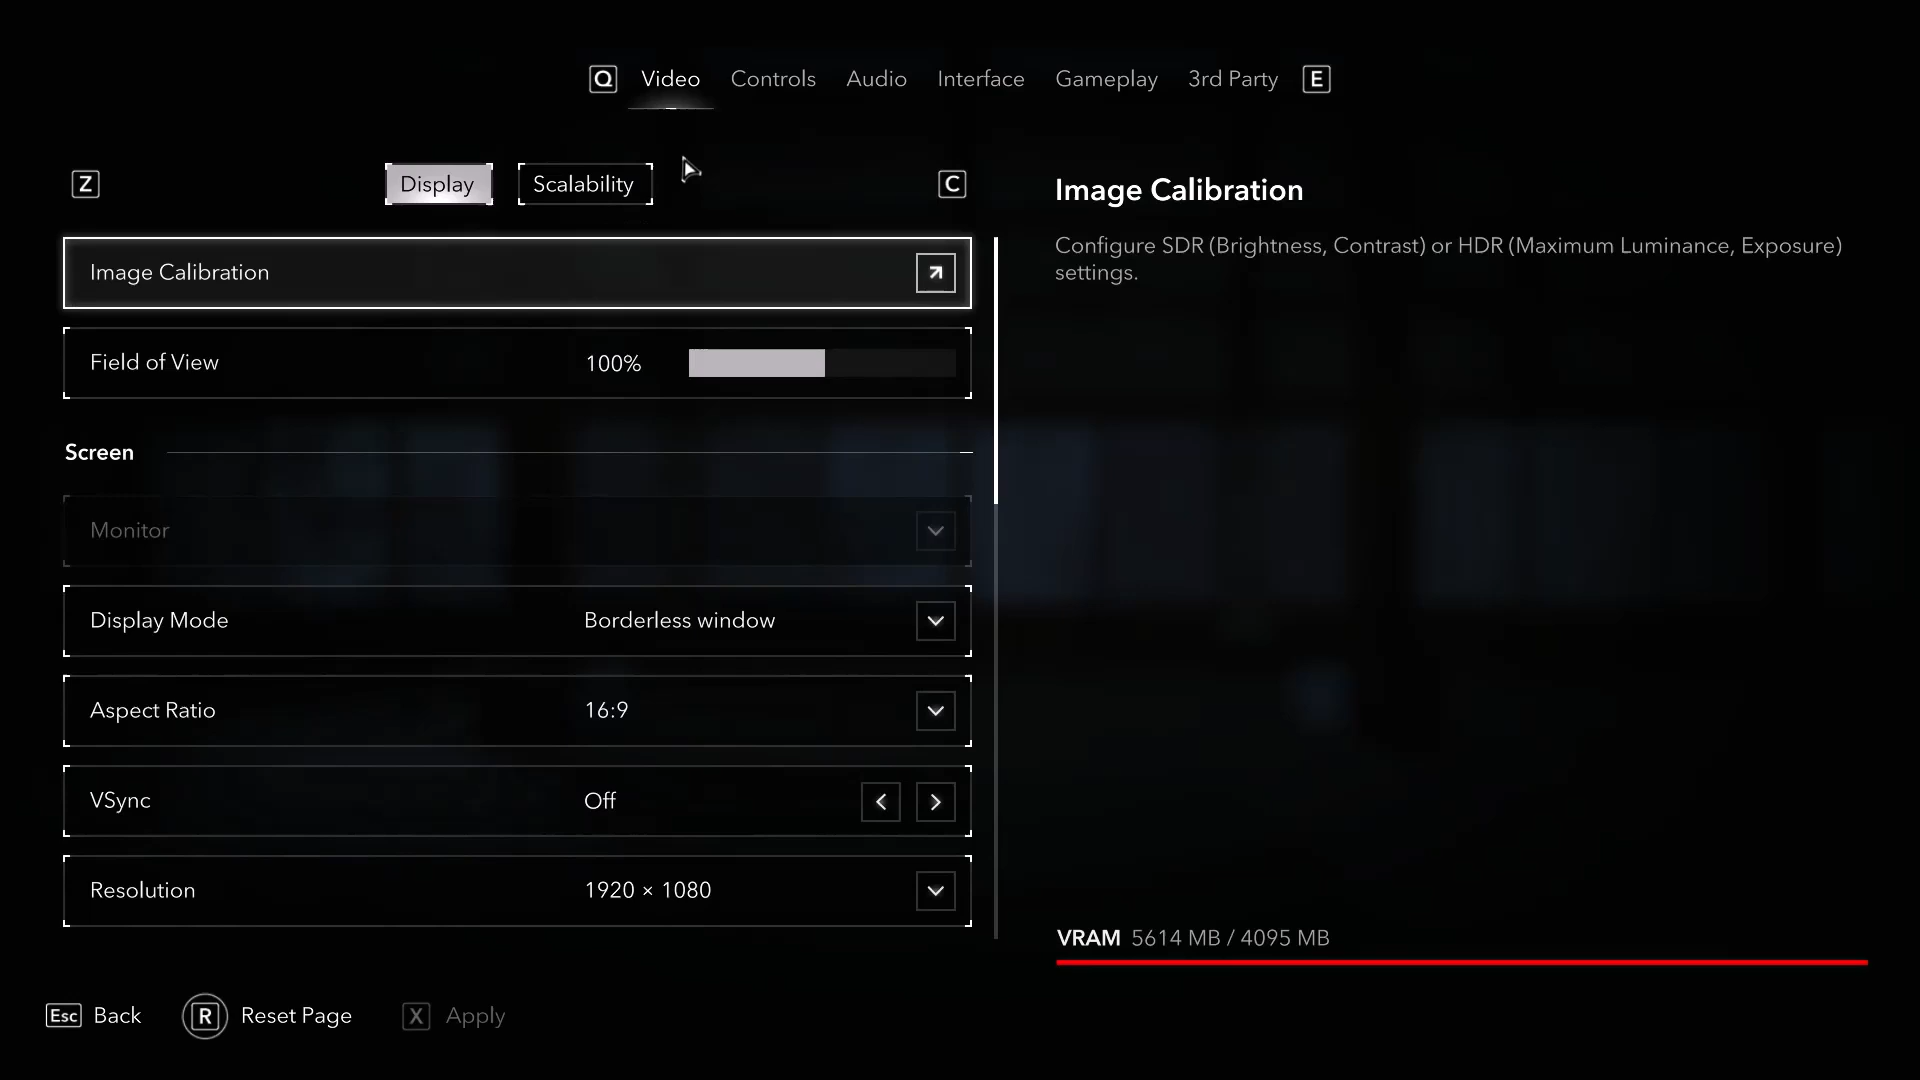 Q Video Controls Audio Interface Gameplay 3rd Party E
Z Display Scalability C
Image Calibration
Field of View 100%
Screen
Monitor
Display Mode Borderless window
Aspect Ratio 16:9
VSync Off
Resolution 1920 × 1080
Image Calibration
Configure SDR (Brightness, Contrast) or HDR (Maximum Luminance, Exposure)
settings.
VRAM 5614 MB / 4095 MB
Esc Back R Reset Page X Apply